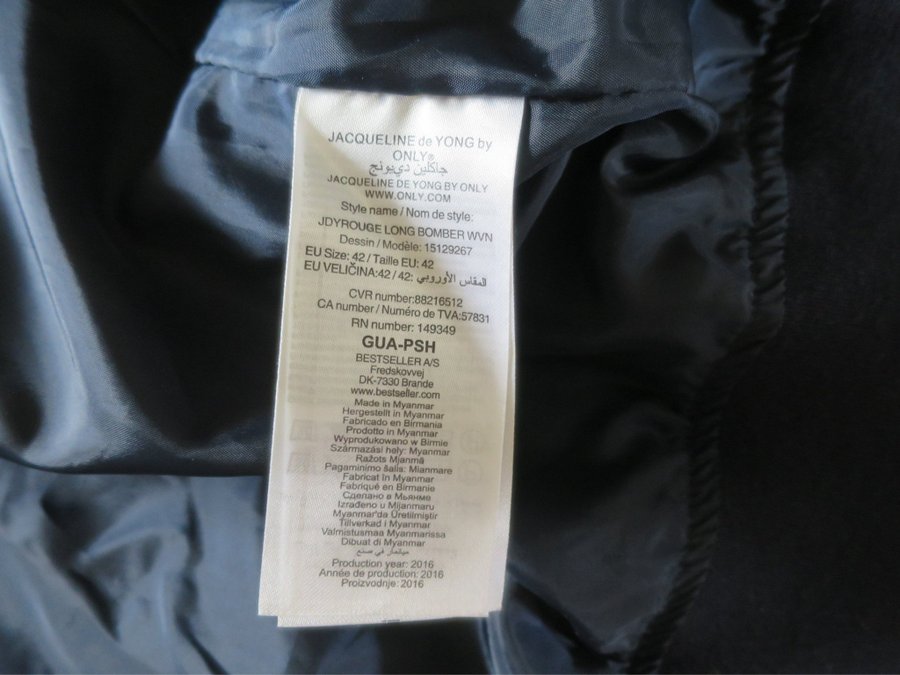 JACQUELINE de YONG by
ONLY®
جاكلين دي يونج
JACQUELINE DE YONG BY ONLY
WWW.ONLY.COM
Style name / Nom de style:
JDYROUGE LONG BOMBER WVN
Dessin / Modèle: 15129267
EU Size: 42 / Taille EU: 42
EU VELIČINA:42 / 42: المقاس الأوروبي
CVR number:88216512
CA number / Numéro de TVA:57831
RN number: 149349
GUA-PSH
BESTSELLER A/S
Fredskovvej
DK-7330 Brande
www.bestseller.com
Made in Myanmar
Hergestellt in Myanmar
Fabricado en Birmania
Prodotto in Myanmar
Wyprodukowano w Birmie
Származási hely: Myanmar
Ražots Mjanmā
Pagaminimo šalis: Mianmare
Fabricat în Myanmar
Fabriqué en Birmanie
Сделано в Мьянме
Izrađeno u Mijanmaru
Myanmar'da Üretilmiştir
Tillverkad i Myanmar
Valmistusmaa Myanmarissa
Dibuat di Myanmar
ميانمار في صنع
Production year: 2016
Année de production: 2016
Proizvodnje: 2016